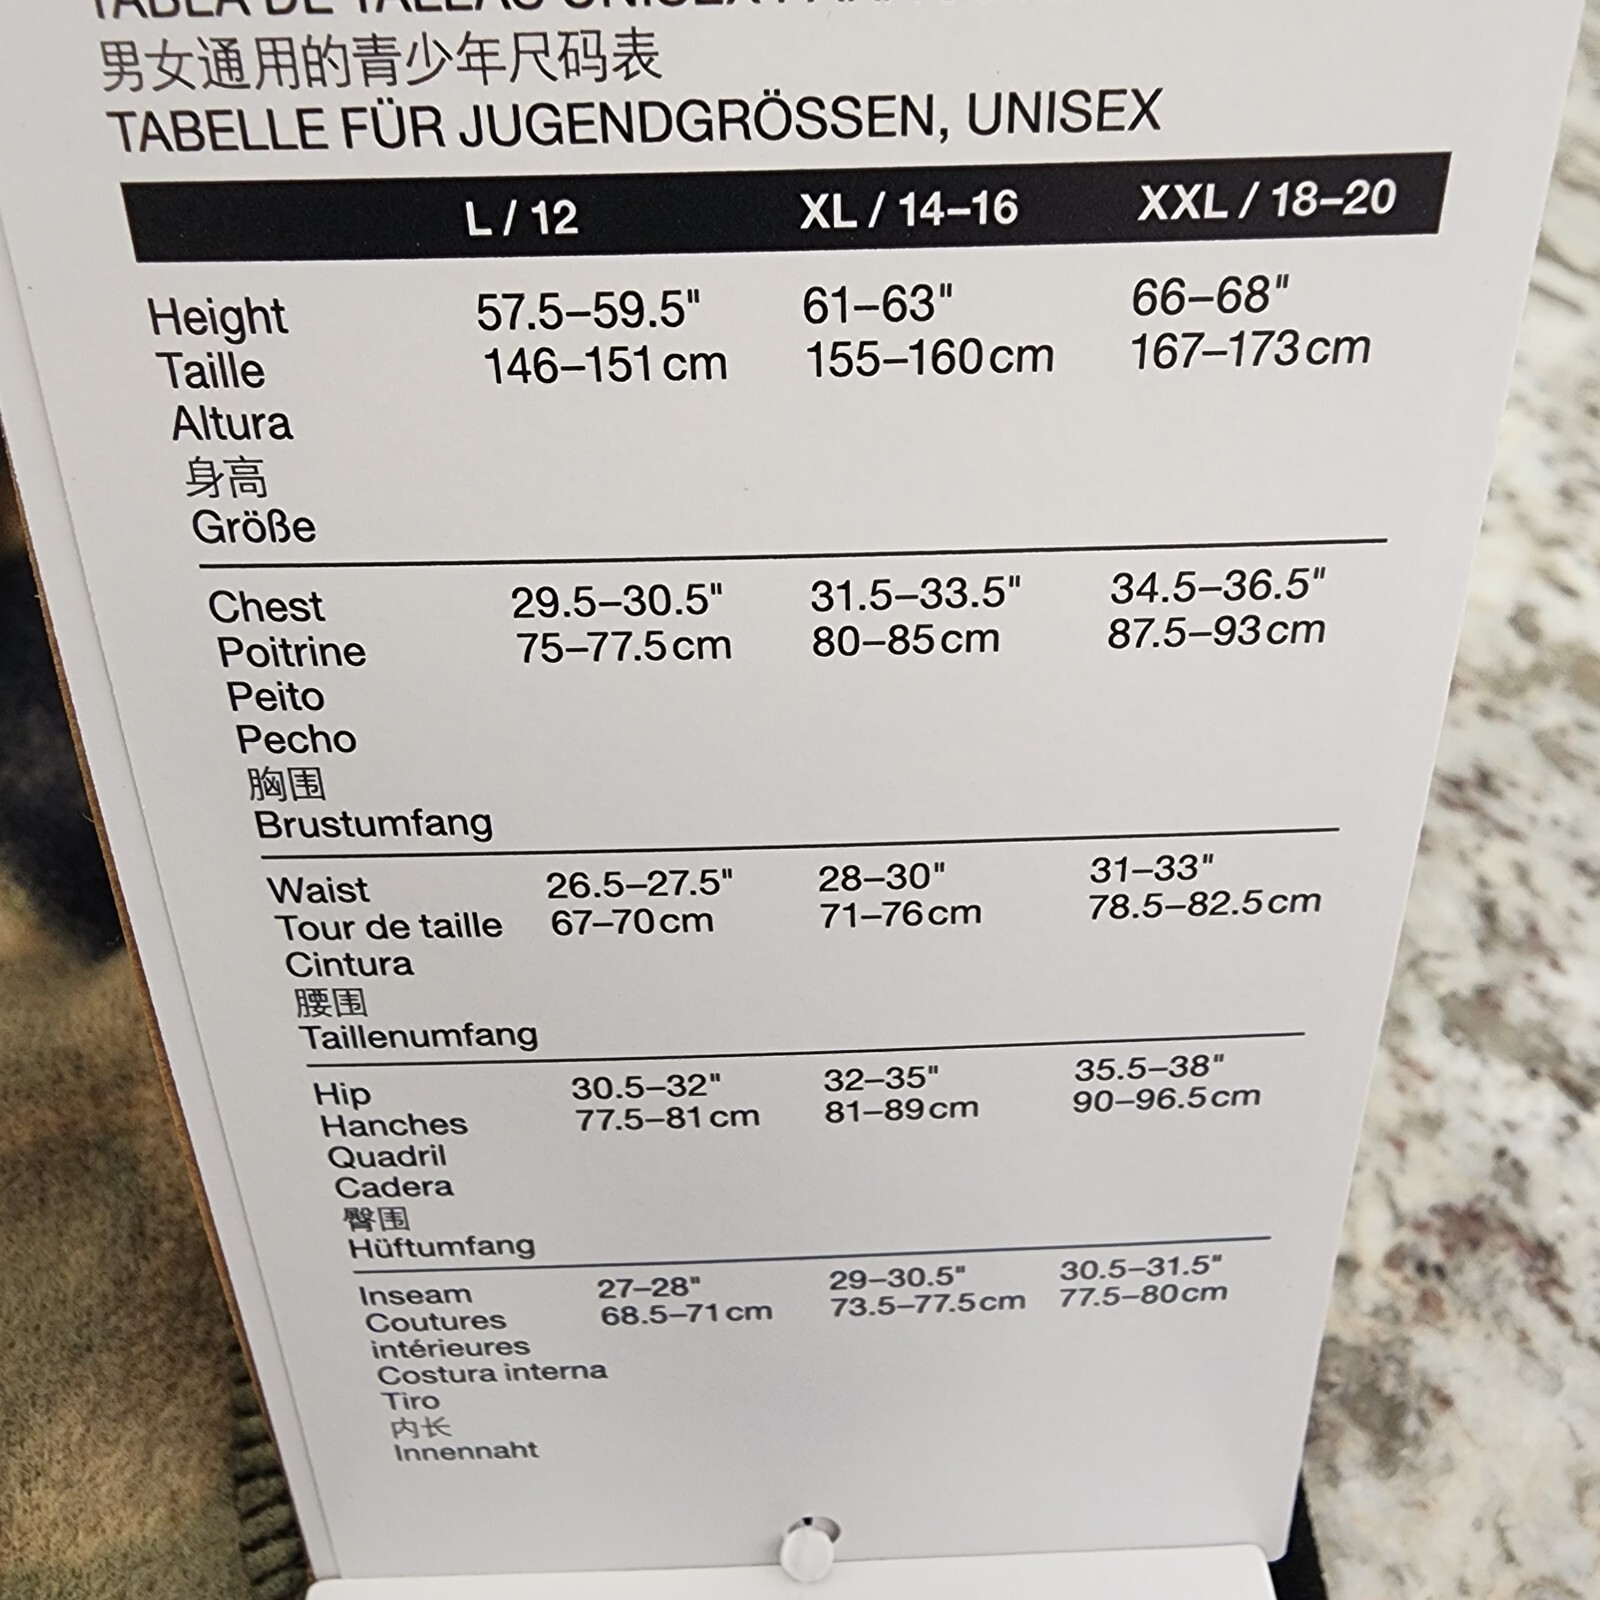 TABLA DE TALLAS UNISEX
男女通用的青少年尺码表
TABELLE FÜR JUGENDGRÖSSEN, UNISEX
L / 12 XL / 14–16 XXL / 18–20
Height 57.5–59.5" 61–63" 66–68"
Taille 146–151 cm 155–160 cm 167–173 cm
Altura
身高
Größe
Chest 29.5–30.5" 31.5–33.5" 34.5–36.5"
Poitrine 75–77.5 cm 80–85 cm 87.5–93 cm
Peito
Pecho
胸围
Brustumfang
Waist 26.5–27.5" 28–30" 31–33"
Tour de taille 67–70 cm 71–76 cm 78.5–82.5 cm
Cintura
腰围
Taillenumfang
Hip 30.5–32" 32–35" 35.5–38"
Hanches 77.5–81 cm 81–89 cm 90–96.5 cm
Quadril
Cadera
臀围
Hüftumfang
Inseam 27–28" 29–30.5" 30.5–31.5"
Coutures 68.5–71 cm 73.5–77.5 cm 77.5–80 cm
intérieures
Costura interna
Tiro
内长
Innennaht